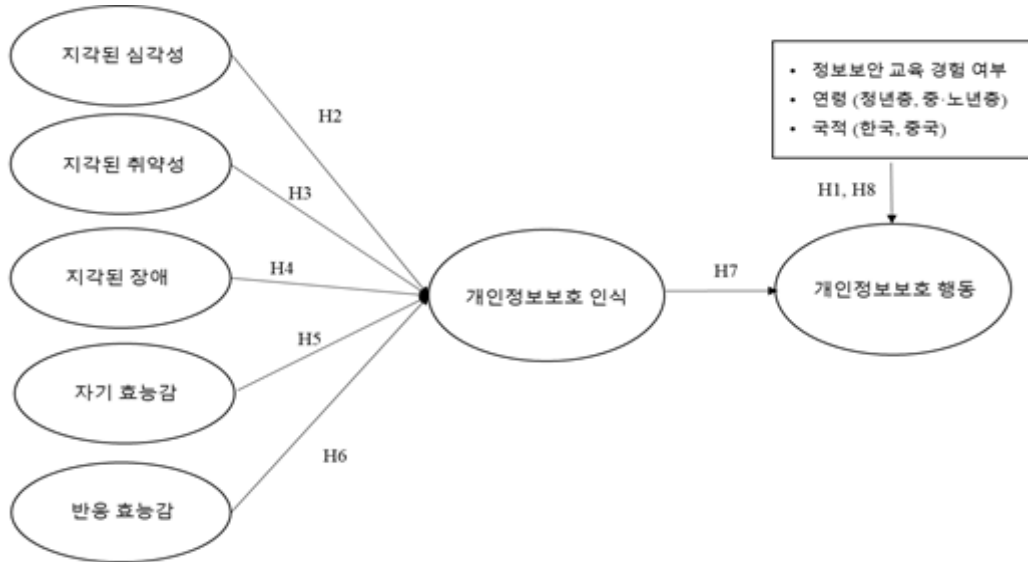 지각된 심각성
지각된 취약성
지각된 장애
자기 효능감
반응 효능감
H2
H3
H4
H5
H6
개인정보보호 인식
H7
• 정보보안 교육 경험 여부
• 연령 (청년층, 중·노년층)
• 국적 (한국, 중국)
H1, H8
개인정보보호 행동